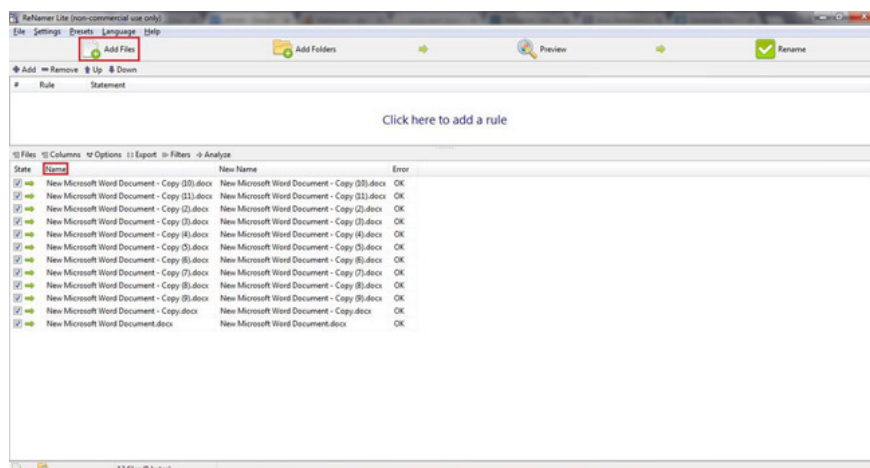 ReNamer Lite (non-commercial use only)
File Settings Presets Language Help
Add Files Add Folders Preview Rename
Add Remove Up Down
# Rule Statement
Click here to add a rule
Files Columns Options Export Filters Analyze
State Name New Name Error
New Microsoft Word Document - Copy (10).docx New Microsoft Word Document - Copy (10).docx OK
New Microsoft Word Document - Copy (11).docx New Microsoft Word Document - Copy (11).docx OK
New Microsoft Word Document - Copy (2).docx New Microsoft Word Document - Copy (2).docx OK
New Microsoft Word Document - Copy (3).docx New Microsoft Word Document - Copy (3).docx OK
New Microsoft Word Document - Copy (4).docx New Microsoft Word Document - Copy (4).docx OK
New Microsoft Word Document - Copy (5).docx New Microsoft Word Document - Copy (5).docx OK
New Microsoft Word Document - Copy (6).docx New Microsoft Word Document - Copy (6).docx OK
New Microsoft Word Document - Copy (7).docx New Microsoft Word Document - Copy (7).docx OK
New Microsoft Word Document - Copy (8).docx New Microsoft Word Document - Copy (8).docx OK
New Microsoft Word Document - Copy (9).docx New Microsoft Word Document - Copy (9).docx OK
New Microsoft Word Document - Copy.docx New Microsoft Word Document - Copy.docx OK
New Microsoft Word Document.docx New Microsoft Word Document.docx OK